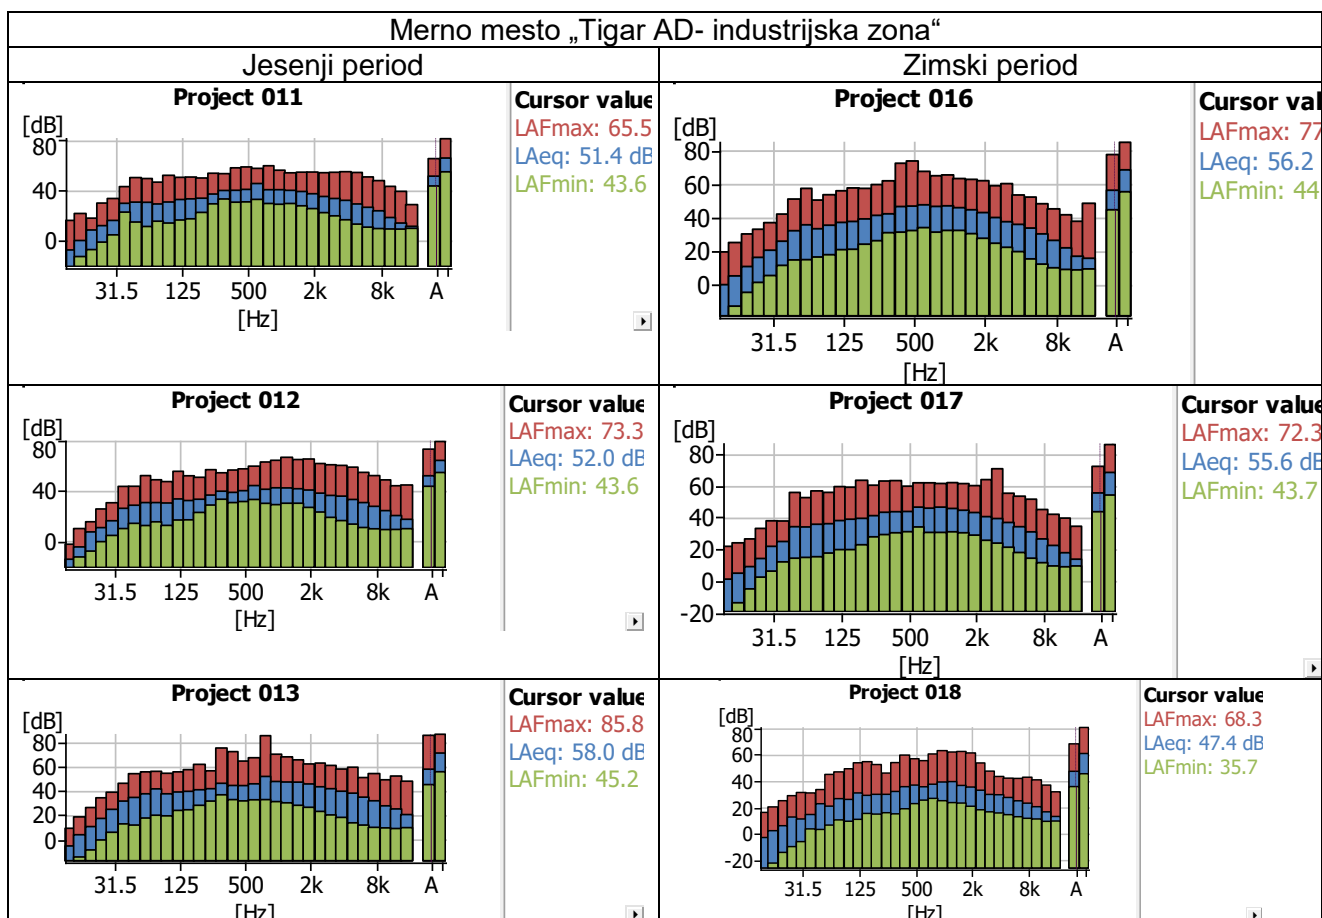 Merno mesto „Tigar AD- industrijska zona“
Jesenji period
Zimski period
Project 011
[dB]
80
40
0
31.5 125 500 2k 8k A
[Hz]
Cursor value
LAFmax: 65.5
LAeq: 51.4 dB
LAFmin: 43.6
Project 016
[dB]
80
60
40
20
0
31.5 125 500 2k 8k A
[Hz]
Cursor val
LAFmax: 77
LAeq: 56.2
LAFmin: 44
Project 012
[dB]
80
40
0
31.5 125 500 2k 8k A
[Hz]
Cursor value
LAFmax: 73.3
LAeq: 52.0 dB
LAFmin: 43.6
Project 017
[dB]
80
60
40
20
0
-20
31.5 125 500 2k 8k A
[Hz]
Cursor value
LAFmax: 72.3
LAeq: 55.6 dB
LAFmin: 43.7
Project 013
[dB]
80
60
40
20
0
31.5 125 500 2k 8k A
[Hz]
Cursor value
LAFmax: 85.8
LAeq: 58.0 dB
LAFmin: 45.2
Project 018
[dB]
80
60
40
20
0
-20
31.5 125 500 2k 8k A
[Hz]
Cursor value
LAFmax: 68.3
LAeq: 47.4 dB
LAFmin: 35.7